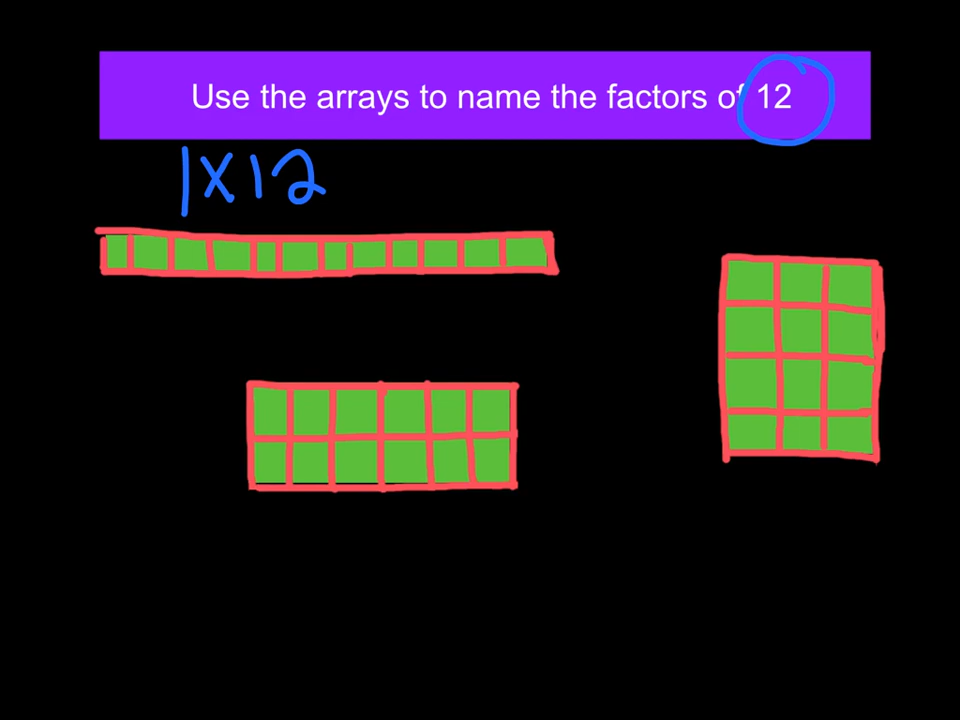 Use the arrays to name the factors of 12
1x12